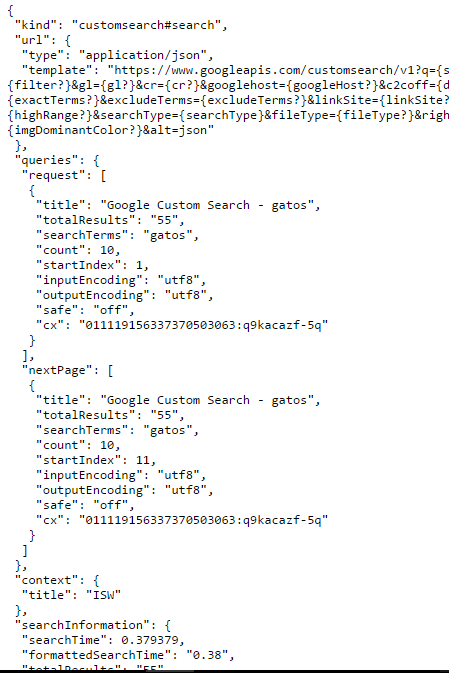 {
"kind": "customsearch#search",
"url": {
"type": "application/json",
"template": "https://www.googleapis.com/customsearch/v1?q={s
{filter?}&gl={gl?}&cr={cr?}&googlehost={googleHost?}&c2coff={d
{exactTerms?}&excludeTerms={excludeTerms?}&linkSite={linkSite?
{highRange?}&searchType={searchType}&fileType={fileType?}&righ
{imgDominantColor?}&alt=json"
},
"queries": {
"request": [
{
"title": "Google Custom Search - gatos",
"totalResults": "55",
"searchTerms": "gatos",
"count": 10,
"startIndex": 1,
"inputEncoding": "utf8",
"outputEncoding": "utf8",
"safe": "off",
"cx": "011119156337370503063:q9kacazf-5q"
}
],
"nextPage": [
{
"title": "Google Custom Search - gatos",
"totalResults": "55",
"searchTerms": "gatos",
"count": 10,
"startIndex": 11,
"inputEncoding": "utf8",
"outputEncoding": "utf8",
"safe": "off",
"cx": "011119156337370503063:q9kacazf-5q"
}
]
},
"context": {
"title": "ISW"
},
"searchInformation": {
"searchTime": 0.379379,
"formattedSearchTime": "0.38",
"totalResults": "55"